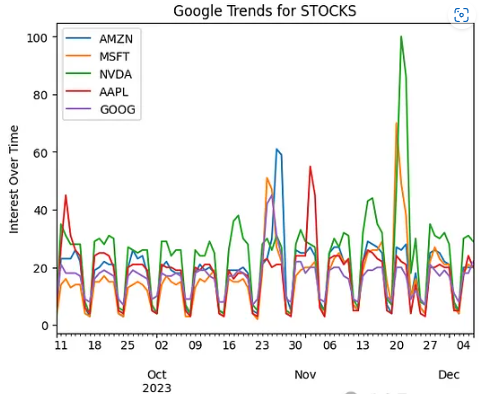 Google Trends for STOCKS
100
80
60
40
20
0
Interest Over Time
AMZN
MSFT
NVDA
AAPL
GOOG
11 18 25 02 09 16 23 30 06 13 20 27 04
Oct Nov Dec
2023